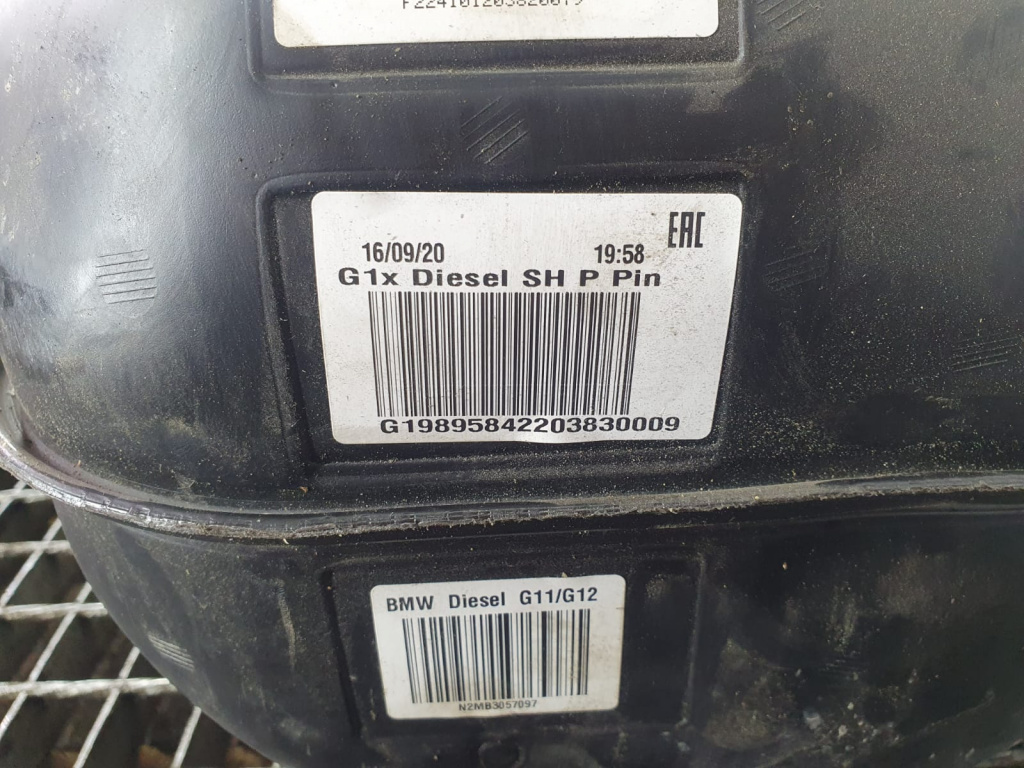 16/09/20 19:58 EAC
G1x Diesel SH P Pin
G19895842203830009
BMW Diesel G11/G12
N2MB3057097